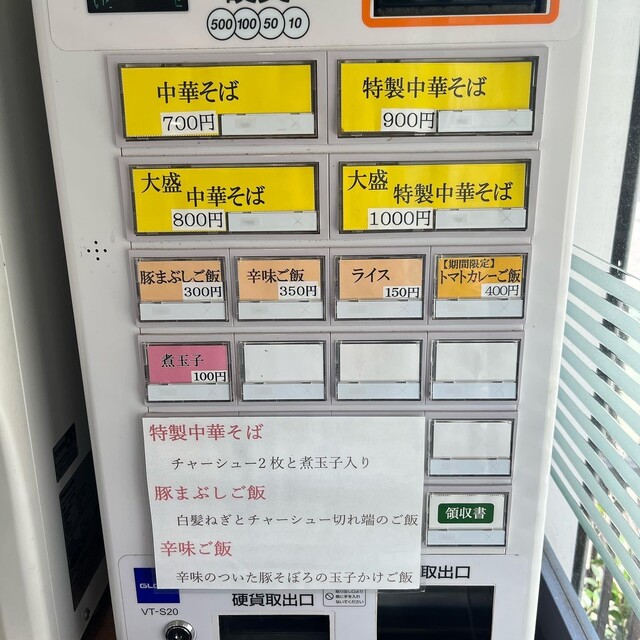 500 100 50 10
中華そば
700円
特製中華そば
900円
大盛
中華そば
800円
大盛
特製中華そば
1000円
豚まぶしご飯
300円
辛味ご飯
350円
ライス
150円
【期間限定】
トマトカレーご飯
400円
煮玉子
100円
特製中華そば
チャーシュー2枚と煮玉子入り
豚まぶしご飯
白髪ねぎとチャーシュー切れ端のご飯
辛味ご飯
辛味のついた豚そぼろの玉子かけご飯
領収書
VT-S20
硬貨取出口
取出口